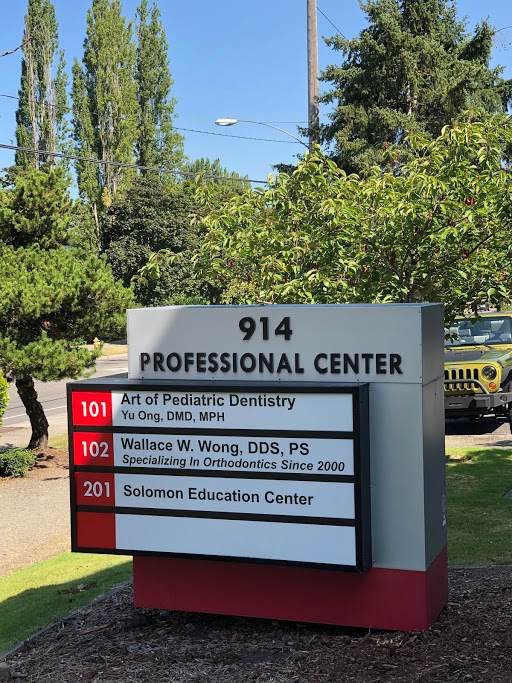 914
PROFESSIONAL CENTER
101 Art of Pediatric Dentistry
Yu Ong, DMD, MPH
102 Wallace W. Wong, DDS, PS
Specializing In Orthodontics Since 2000
201 Solomon Education Center